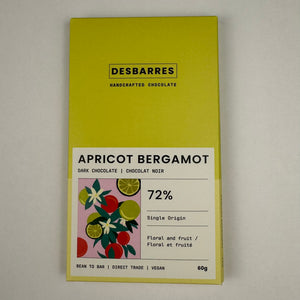 DESBARRES
HANDCRAFTED CHOCOLATE
APRICOT BERGAMOT
DARK CHOCOLATE | CHOCOLAT NOIR
72%
Single Origin
Floral and fruit /
Floral et fruité
BEAN TO BAR | DIRECT TRADE | VEGAN
60g